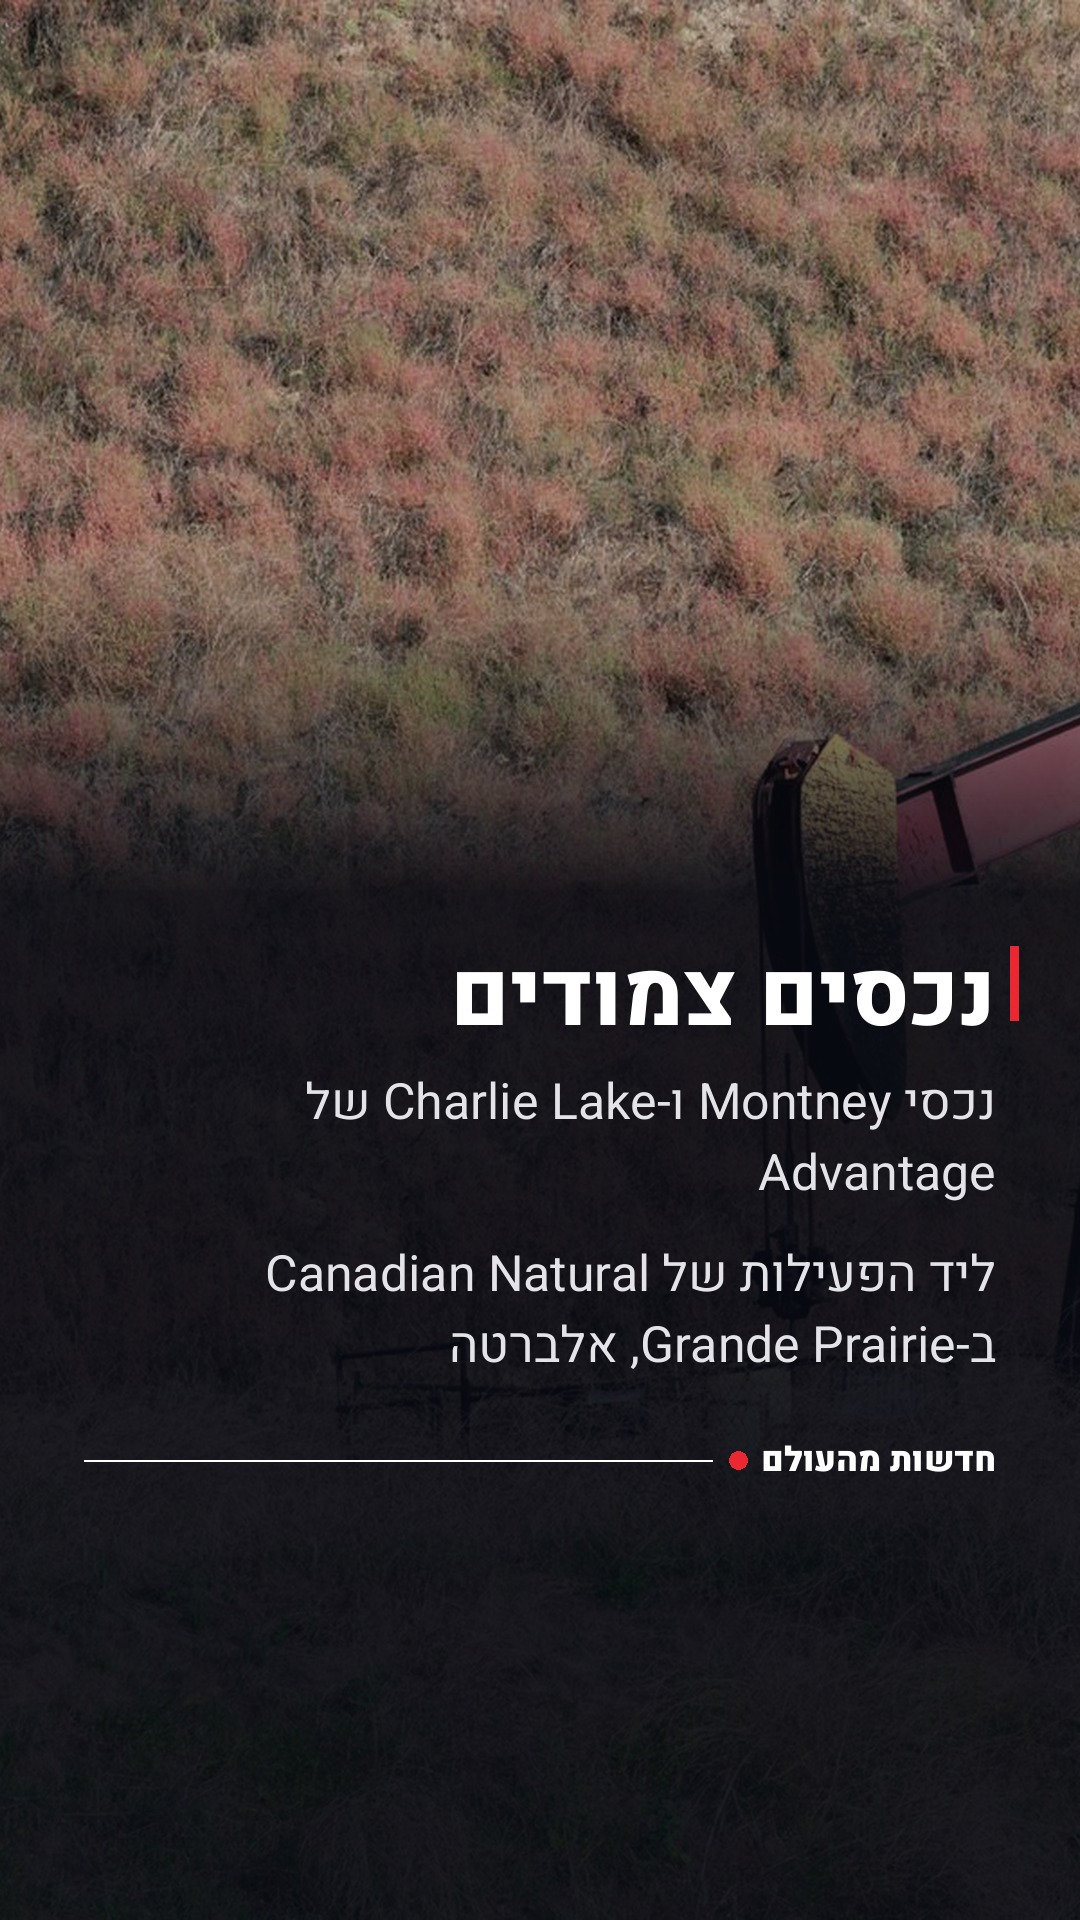 נכסים צמודים
נכסי Montney ו-Charlie Lake של
Advantage
ליד הפעילות של Canadian Natural
ב-Grande Prairie, אלברטה
חדשות מהעולם